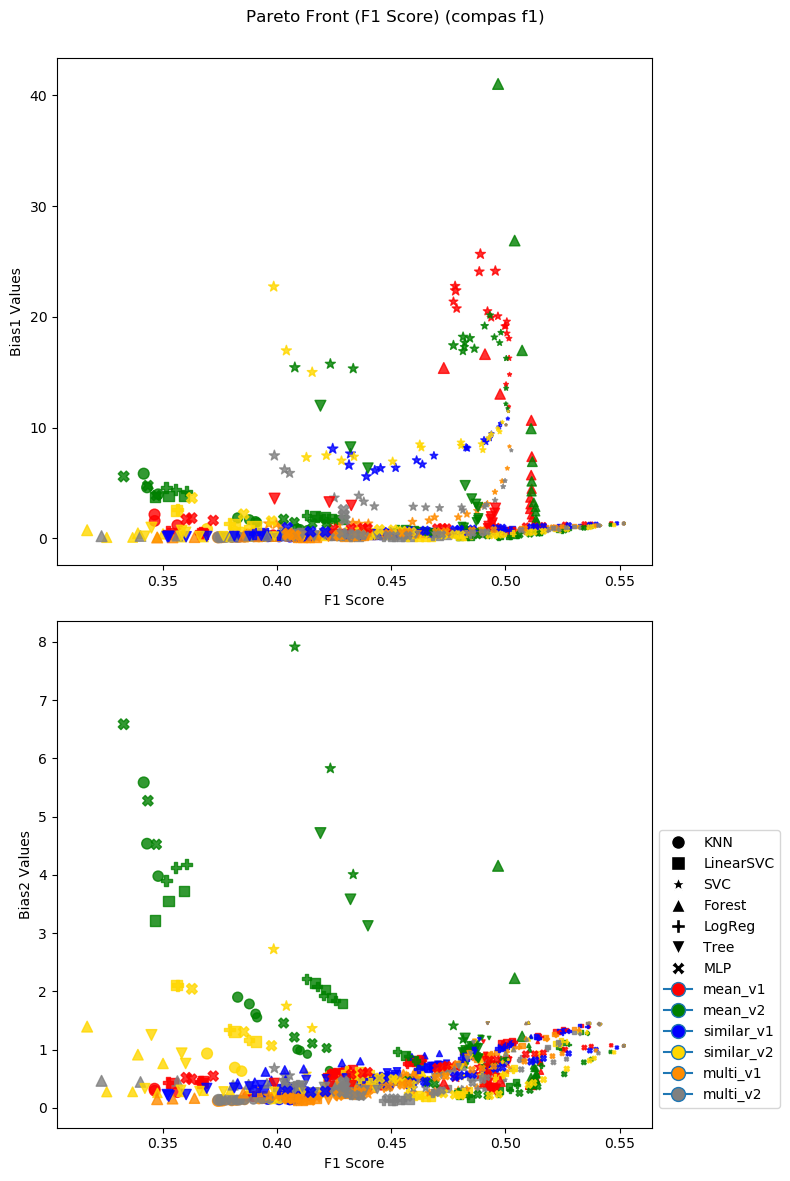 Pareto Front (F1 Score) (compas f1)
40
30
20
10
0
Bias1 Values
0.35 0.40 0.45 0.50 0.55
F1 Score
8
7
6
5
4
3
2
1
0
Bias2 Values
0.35 0.40 0.45 0.50 0.55
F1 Score
KNN
LinearSVC
SVC
Forest
LogReg
Tree
MLP
mean_v1
mean_v2
similar_v1
similar_v2
multi_v1
multi_v2